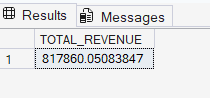 Results Messages
TOTAL_REVENUE
1 817860.05083847